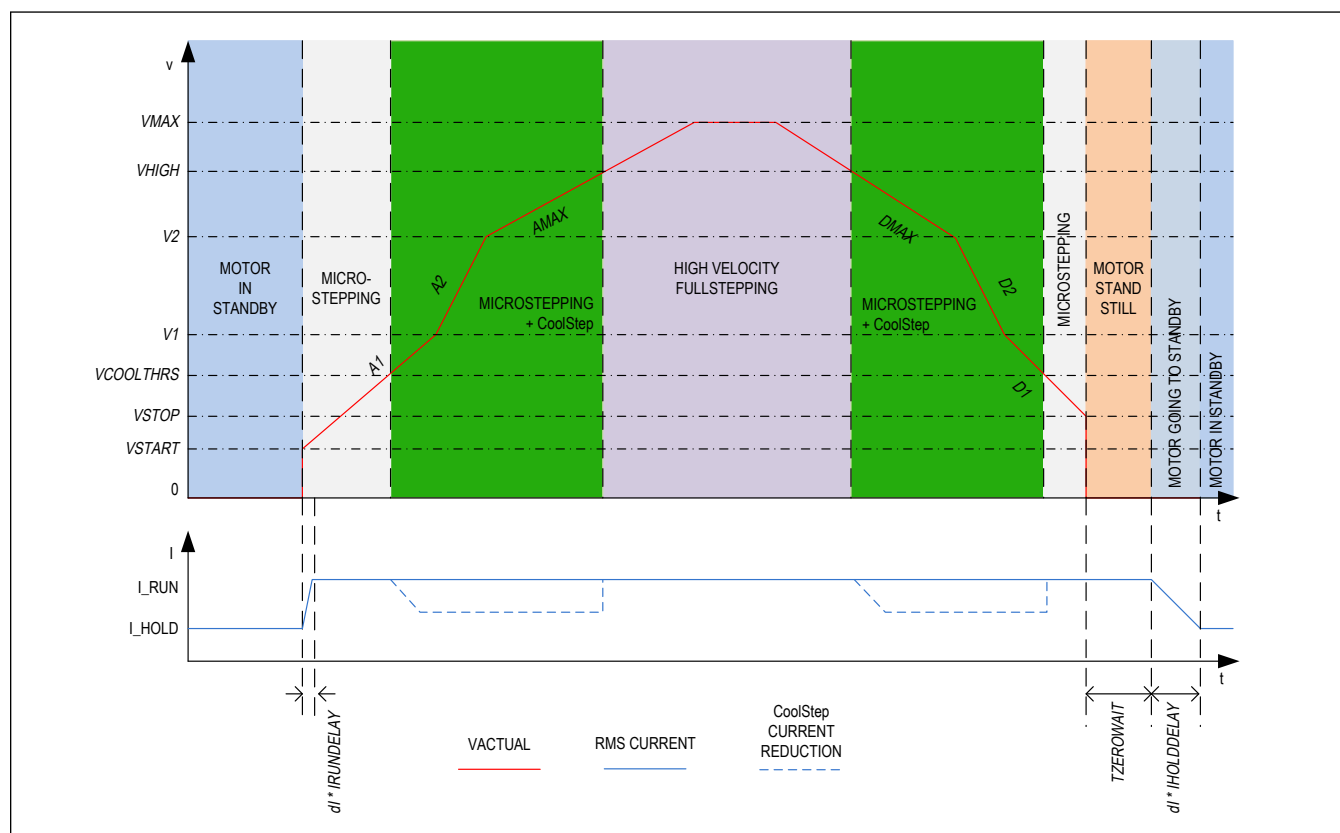 v
VMAX
VHIGH
V2
V1
VCOOLTHRS
VSTOP
VSTART
0
MOTOR
IN
STANDBY
MICRO-
STEPPING
A1
A2
AMAX
MICROSTEPPING
+ CoolStep
HIGH VELOCITY
FULLSTEPPING
DMAX
MICROSTEPPING
+ CoolStep
D2
D1
MICROSTEPPING
MOTOR
STAND
STILL
MOTOR GOING TO STANDBY
MOTOR IN STANDBY
t
I
I_RUN
I_HOLD
t
dI * IRUNDELAY
TZEROWAIT
dI * IHOLDDELAY
VACTUAL
RMS CURRENT
CoolStep
CURRENT
REDUCTION